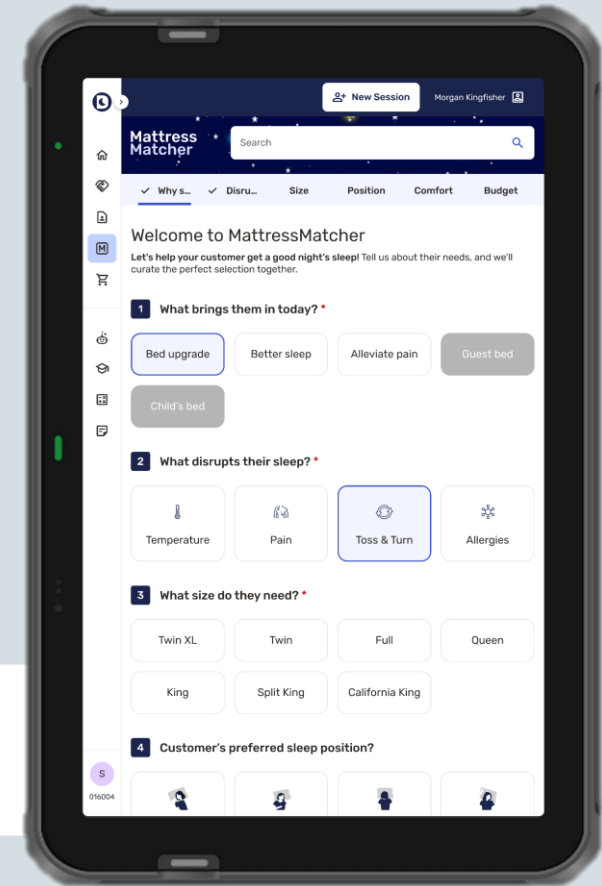 New Session
Morgan Kingfisher
Mattress
Matcher
Search
Why s...
Disru...
Size
Position
Comfort
Budget
Welcome to MattressMatcher
Let's help your customer get a good night's sleep! Tell us about their needs, and we'll
curate the perfect selection together.
1 What brings them in today? *
Bed upgrade
Better sleep
Alleviate pain
Guest bed
Child's bed
2 What disrupts their sleep? *
Temperature
Pain
Toss & Turn
Allergies
3 What size do they need? *
Twin XL
Twin
Full
Queen
King
Split King
California King
4 Customer's preferred sleep position?
M
S
016004